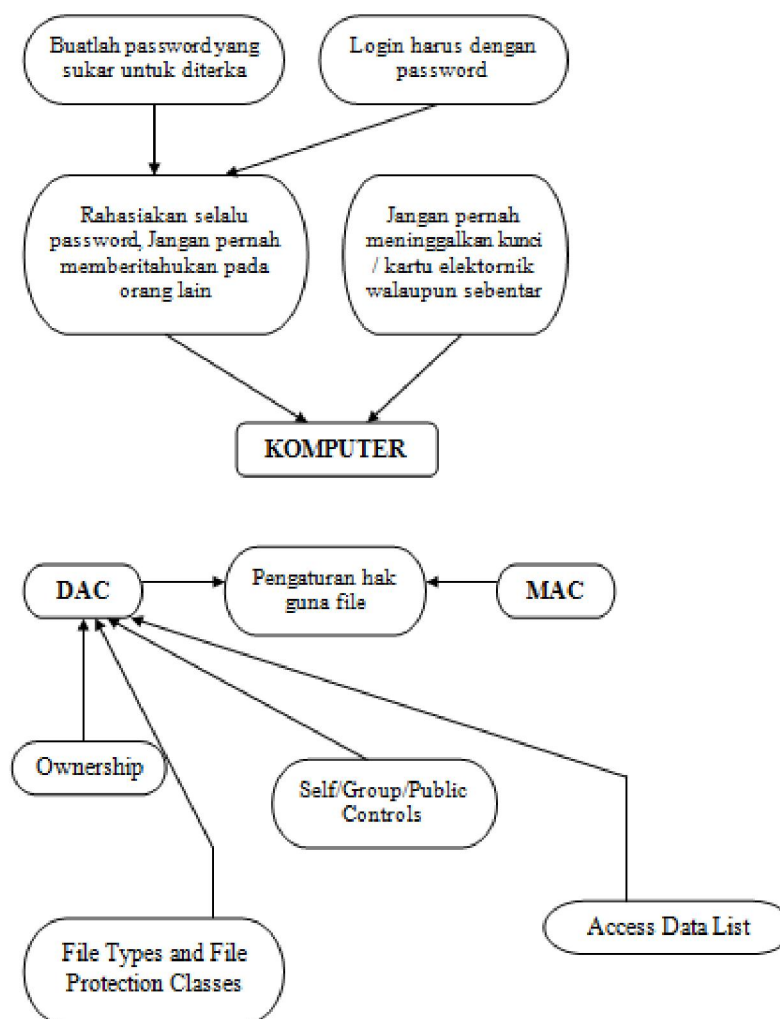 Buatlah password yang
sukar untuk diterka
Login harus dengan
password
Rahasiakan selalu
password, Jangan pernah
memberitahukan pada
orang lain
Jangan pernah
meninggalkan kunci
/ kartu elektornik
walaupun sebentar
KOMPUTER
DAC
Pengaturan hak
guna file
MAC
Ownership
Self/Group/Public
Controls
File Types and File
Protection Classes
Access Data List